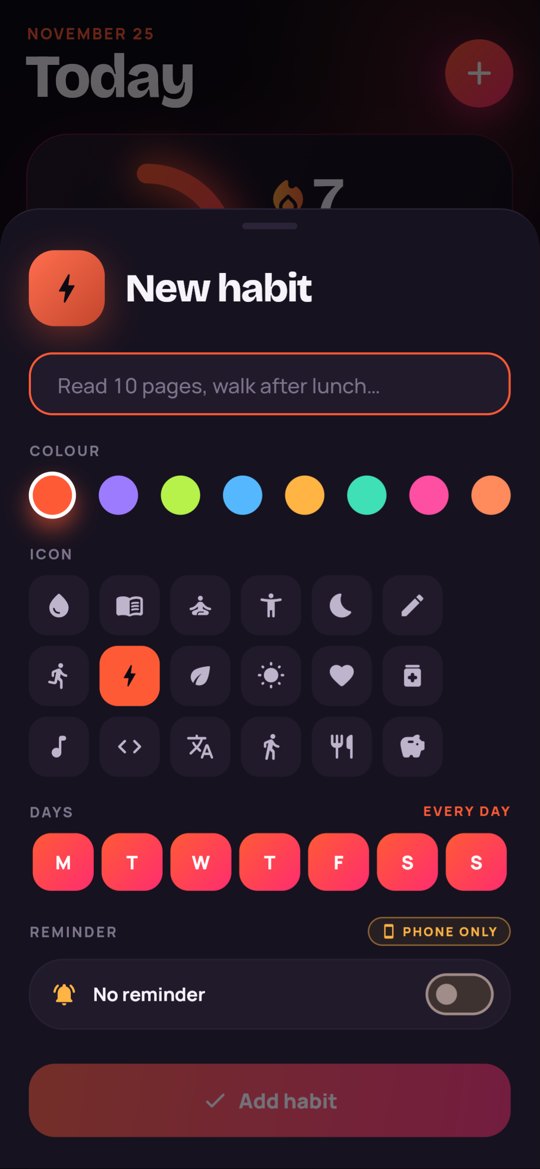 NOVEMBER 25
Today
7
New habit
Read 10 pages, walk after lunch…
COLOUR
ICON
DAYS
EVERY DAY
M T W T F S S
REMINDER
PHONE ONLY
No reminder
Add habit